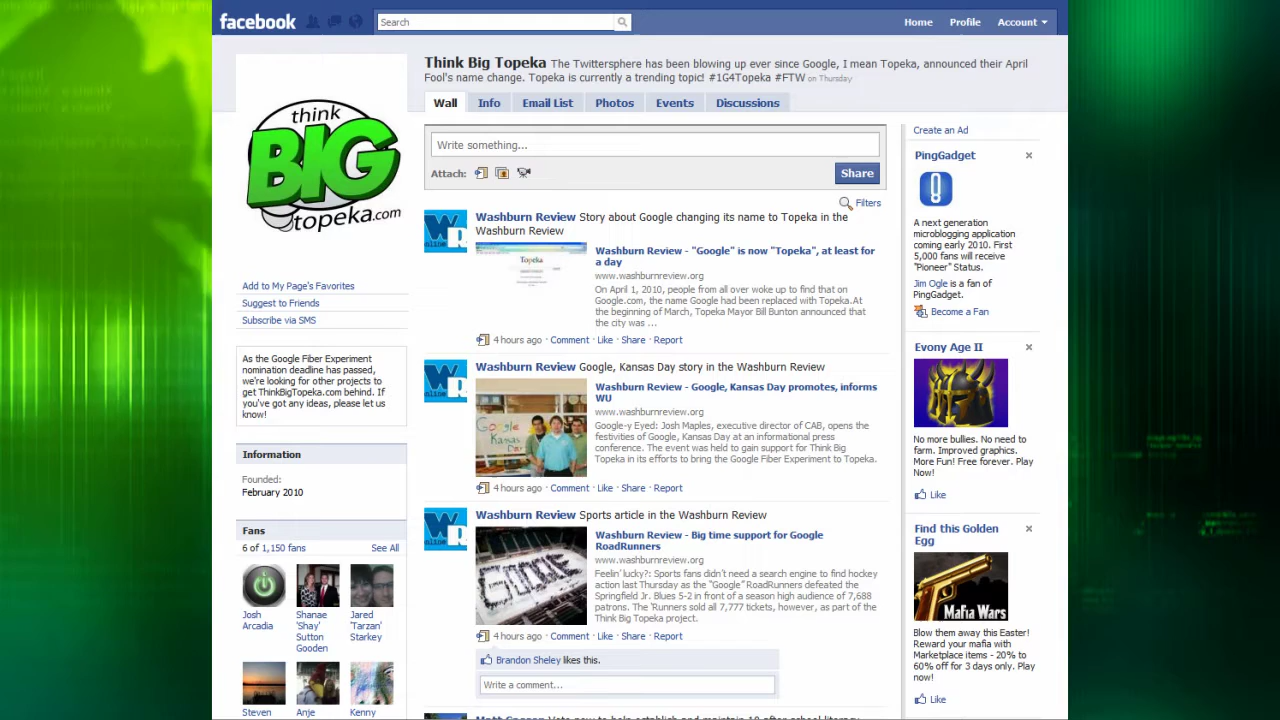 facebook
Search
Home Profile Account
Think Big Topeka The Twittersphere has been blowing up ever since Google, I mean Topeka, announced their April
Fool's name change. Topeka is currently a trending topic! #1G4Topeka #FTW on Thursday
Wall Info Email List Photos Events Discussions
think
BIG
topeka.com
Add to My Page's Favorites
Suggest to Friends
Subscribe via SMS
As the Google Fiber Experiment
nomination deadline has passed,
we're looking for other projects to
get ThinkBigTopeka.com behind. If
you've got any ideas, please let us
know!
Information
Founded:
February 2010
Fans
6 of 1,150 fans See All
Josh
Arcadia
Shanae
'Shay'
Sutton
Gooden
Jared
'Tarzan'
Starkey
Steven
Anje
Kenny
Write something...
Attach:
Share
Filters
Washburn Review Story about Google changing its name to Topeka in the
Washburn Review
Topeka
Washburn Review - "Google" is now "Topeka", at least for
a day
www.washburnreview.org
On April 1, 2010, people from all over woke up to find that on
Google.com, the name Google had been replaced with Topeka.At
the beginning of March, Topeka Mayor Bill Bunton announced that
the city was ...
4 hours ago · Comment · Like · Share · Report
Washburn Review Google, Kansas Day story in the Washburn Review
Google
Kansas
Day
Washburn Review - Google, Kansas Day promotes, informs
WU
www.washburnreview.org
Google-y Eyed: Josh Maples, executive director of CAB, opens the
festivities of Google, Kansas Day at an informational press
conference. The event was held to gain support for Think Big
Topeka in its efforts to bring the Google Fiber Experiment to Topeka.
4 hours ago · Comment · Like · Share · Report
Washburn Review Sports article in the Washburn Review
GOOGLE
Washburn Review - Big time support for Google
RoadRunners
www.washburnreview.org
Feelin' lucky?: Sports fans didn't need a search engine to find hockey
action last Thursday as the "Google" RoadRunners defeated the
Springfield Jr. Blues 5-2 in front of a season high audience of 7,688
patrons. The 'Runners sold all 7,777 tickets, however, as part of the
Think Big Topeka project.
4 hours ago · Comment · Like · Share · Report
Brandon Sheley likes this.
Write a comment...
Create an Ad
PingGadget
A next generation
microblogging application
coming early 2010. First
5,000 fans will receive
"Pioneer" Status.
Jim Ogle is a fan of
PingGadget.
Become a Fan
Evony Age II
No more bullies. No need to
farm. Improved graphics.
More Fun! Free forever. Play
Now!
Like
Find this Golden
Egg
Mafia Wars
Blow them away this Easter!
Reward your mafia with
Marketplace items - 20% to
60% off for 3 days only. Play
now!
Like